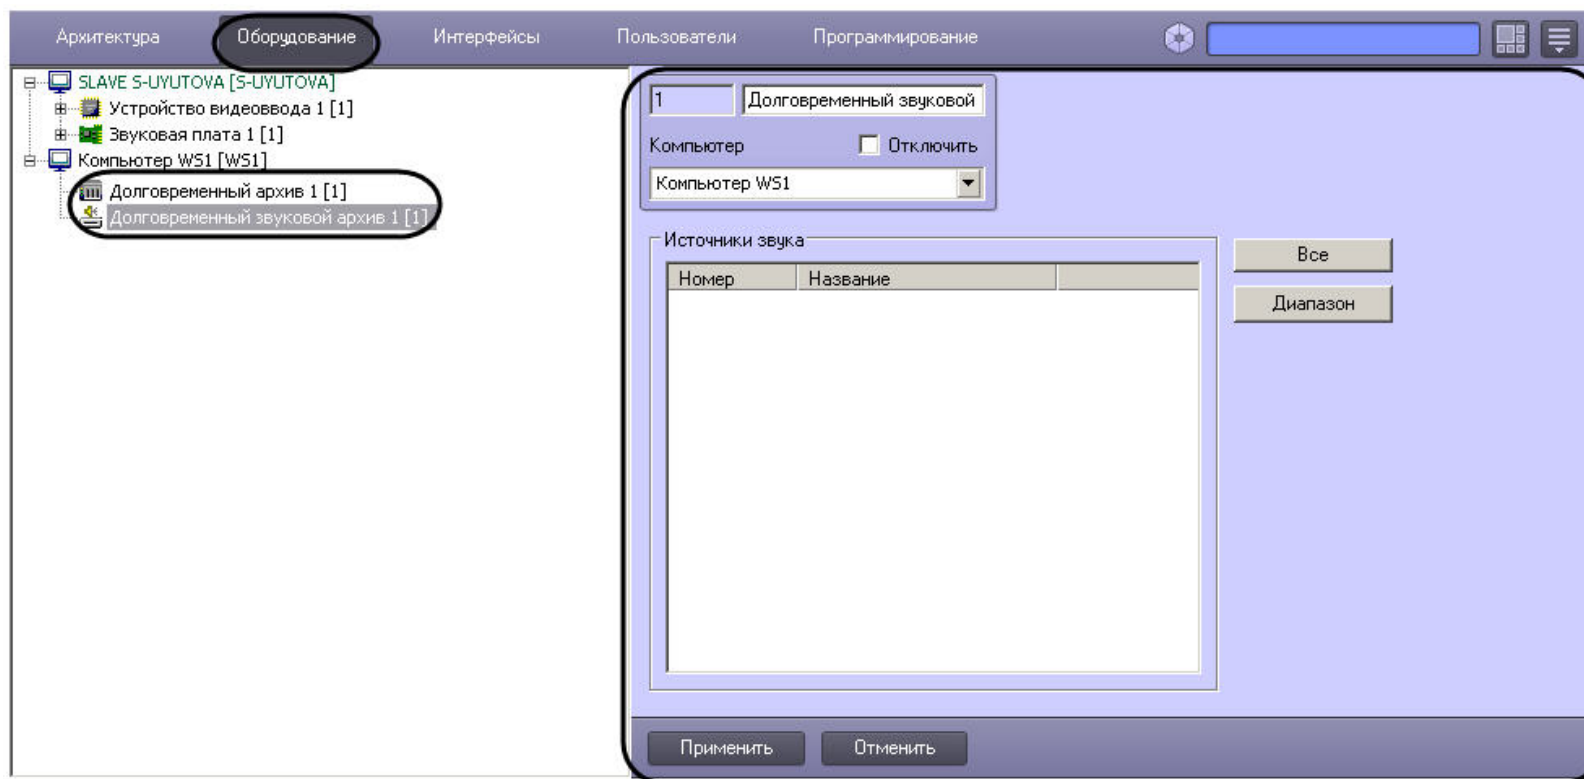 Архитектура Оборудование Интерфейсы Пользователи Программирование
SLAVE S-UYUTOVA [S-UYUTOVA]
Устройство видеоввода 1 [1]
Звуковая плата 1 [1]
Компьютер WS1 [WS1]
Долговременный архив 1 [1]
Долговременный звуковой архив 1 [1]
1 Долговременный звуковой
Компьютер Отключить
Компьютер WS1
Источники звука
Номер Название
Все
Диапазон
Применить Отменить